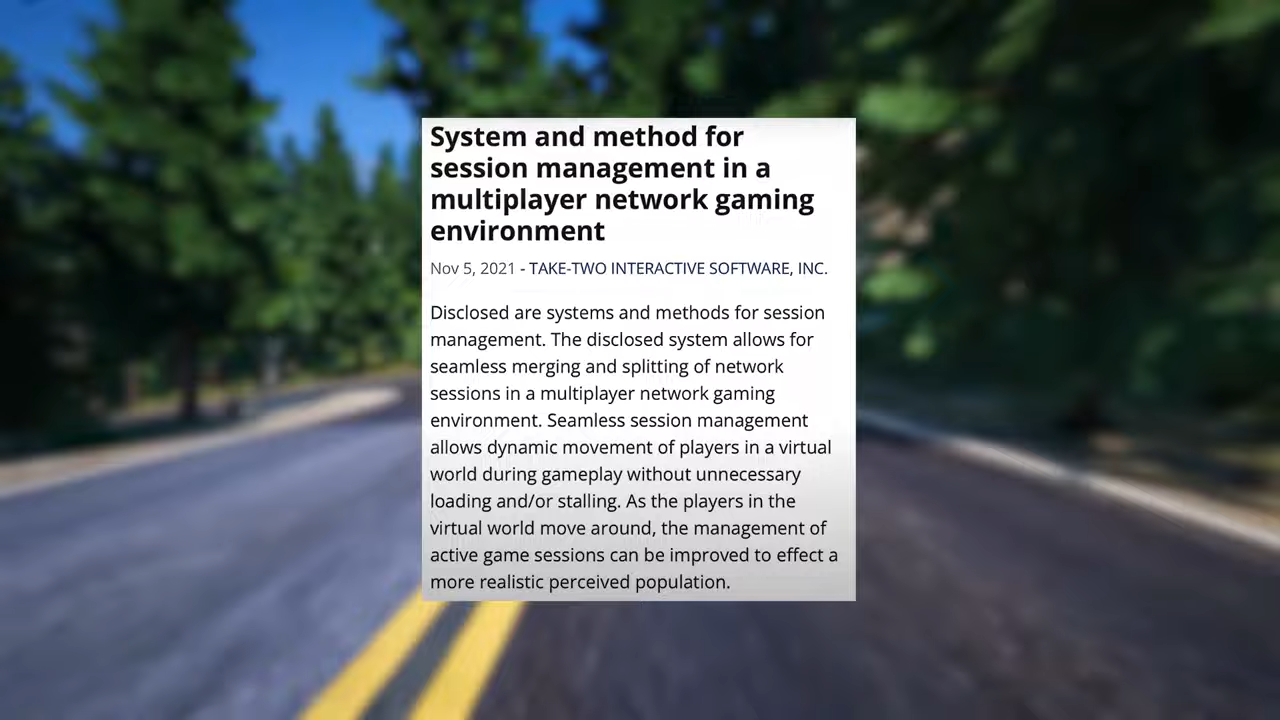 System and method for
session management in a
multiplayer network gaming
environment
Nov 5, 2021 - TAKE-TWO INTERACTIVE SOFTWARE, INC.
Disclosed are systems and methods for session
management. The disclosed system allows for
seamless merging and splitting of network
sessions in a multiplayer network gaming
environment. Seamless session management
allows dynamic movement of players in a virtual
world during gameplay without unnecessary
loading and/or stalling. As the players in the
virtual world move around, the management of
active game sessions can be improved to effect a
more realistic perceived population.